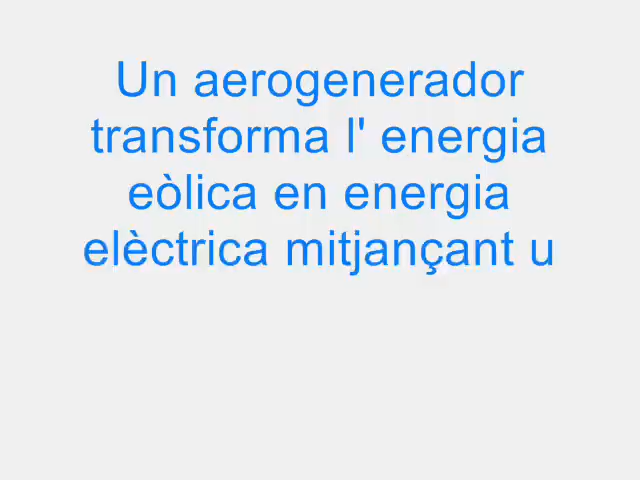 Un aerogenerador
transforma l' energia
eòlica en energia
elèctrica mitjançant u